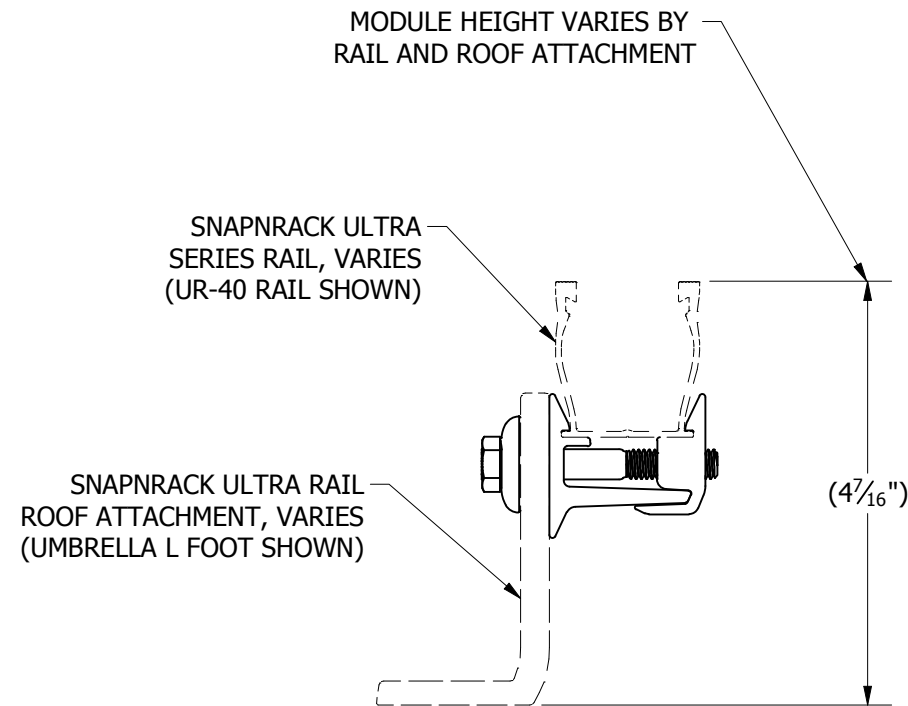 MODULE HEIGHT VARIES BY
RAIL AND ROOF ATTACHMENT
SNAPNRACK ULTRA
SERIES RAIL, VARIES
(UR-40 RAIL SHOWN)
SNAPNRACK ULTRA RAIL
ROOF ATTACHMENT, VARIES
(UMBRELLA L FOOT SHOWN)
(4 7/16")